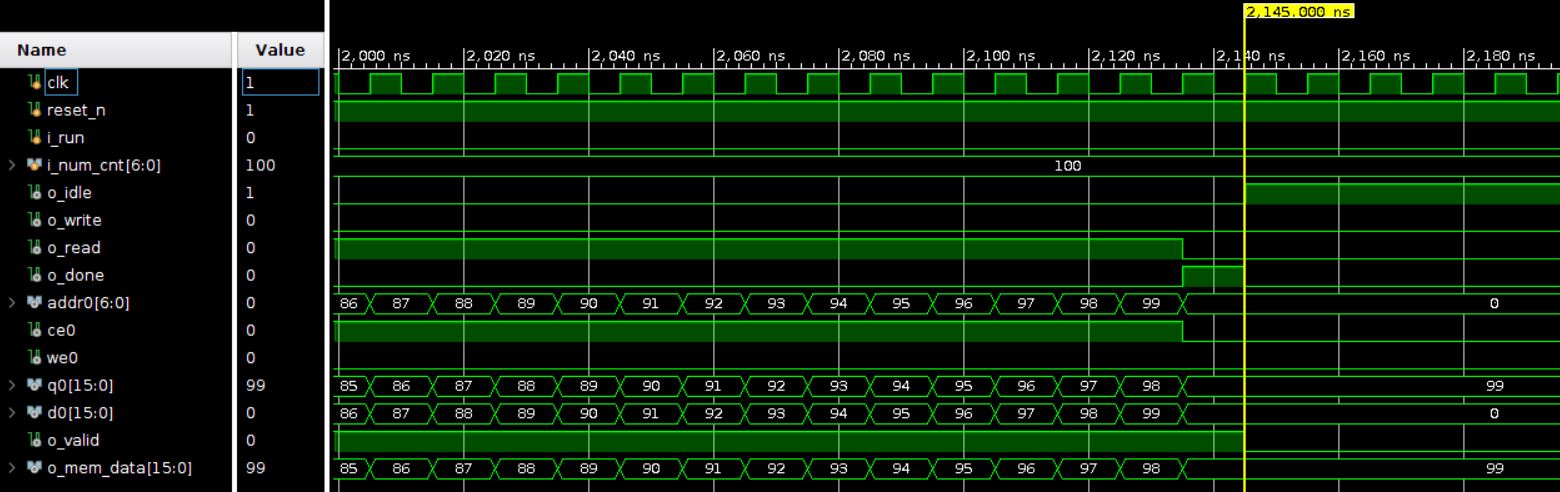 2,145.000 ns
Name Value 2,000 ns 2,020 ns 2,040 ns 2,060 ns 2,080 ns 2,100 ns 2,120 ns 2,140 ns 2,160 ns 2,180 ns
clk 1
reset_n 1
i_run 0
i_num_cnt[6:0] 100 100
o_idle 1
o_write 0
o_read 0
o_done 0
addr0[6:0] 0 86 87 88 89 90 91 92 93 94 95 96 97 98 99 0
ce0 0
we0 0
q0[15:0] 99 85 86 87 88 89 90 91 92 93 94 95 96 97 98 99
d0[15:0] 0 86 87 88 89 90 91 92 93 94 95 96 97 98 99 0
o_valid 0
o_mem_data[15:0] 99 85 86 87 88 89 90 91 92 93 94 95 96 97 98 99